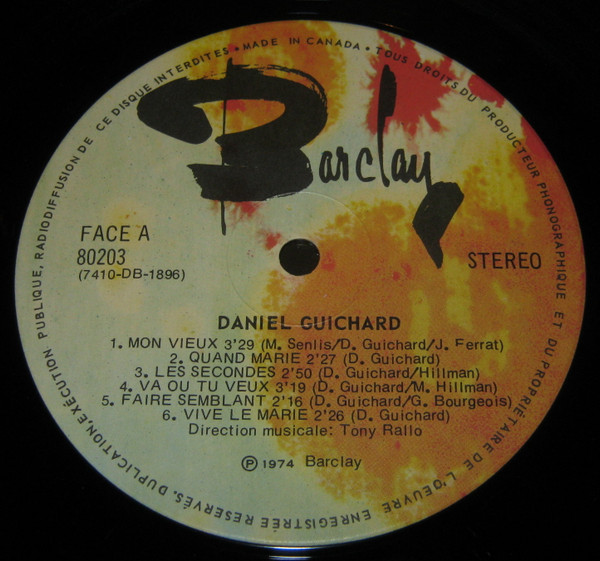 DUPLICATION, EXÉCUTION PUBLIQUE, RADIODIFFUSION DE CE DISQUE INTERDITES • MADE IN CANADA • TOUS DROITS DU PRODUCTEUR PHONOGRAPHIQUE ET DU PROPRIÉTAIRE DE L'OEUVRE ENREGISTRÉE RESERVÉS.
Barclay
FACE A
80203
(7410-DB-1896)
STEREO
DANIEL GUICHARD
1. MON VIEUX 3'29 (M. Senlis/D. Guichard/J. Ferrat)
2. QUAND MARIE 2'27 (D. Guichard)
3. LES SECONDES 2'50 (D. Guichard/Hillman)
4. VA OU TU VEUX 3'19 (D. Guichard/M. Hillman)
5. FAIRE SEMBLANT 2'16 (D. Guichard/G. Bourgeois)
6. VIVE LE MARIE 2'26 (D. Guichard)
Direction musicale: Tony Rallo
Ⓟ 1974 Barclay